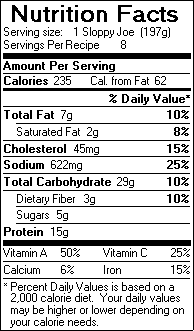 Nutrition Facts
Serving size: 1 Sloppy Joe (197g)
Servings Per Recipe 8
Amount Per Serving
Calories 235 Cal. from Fat 62
% Daily Value*
Total Fat 7g 10%
Saturated Fat 2g 8%
Cholesterol 45mg 15%
Sodium 622mg 25%
Total Carbohydrate 29g 10%
Dietary Fiber 3g 10%
Sugars 5g
Protein 15g
Vitamin A 50% Vitamin C 25%
Calcium 6% Iron 15%
* Percent Daily Values is based on a
2,000 calorie diet. Your daily values
may be higher or lower depending on
your calorie needs.